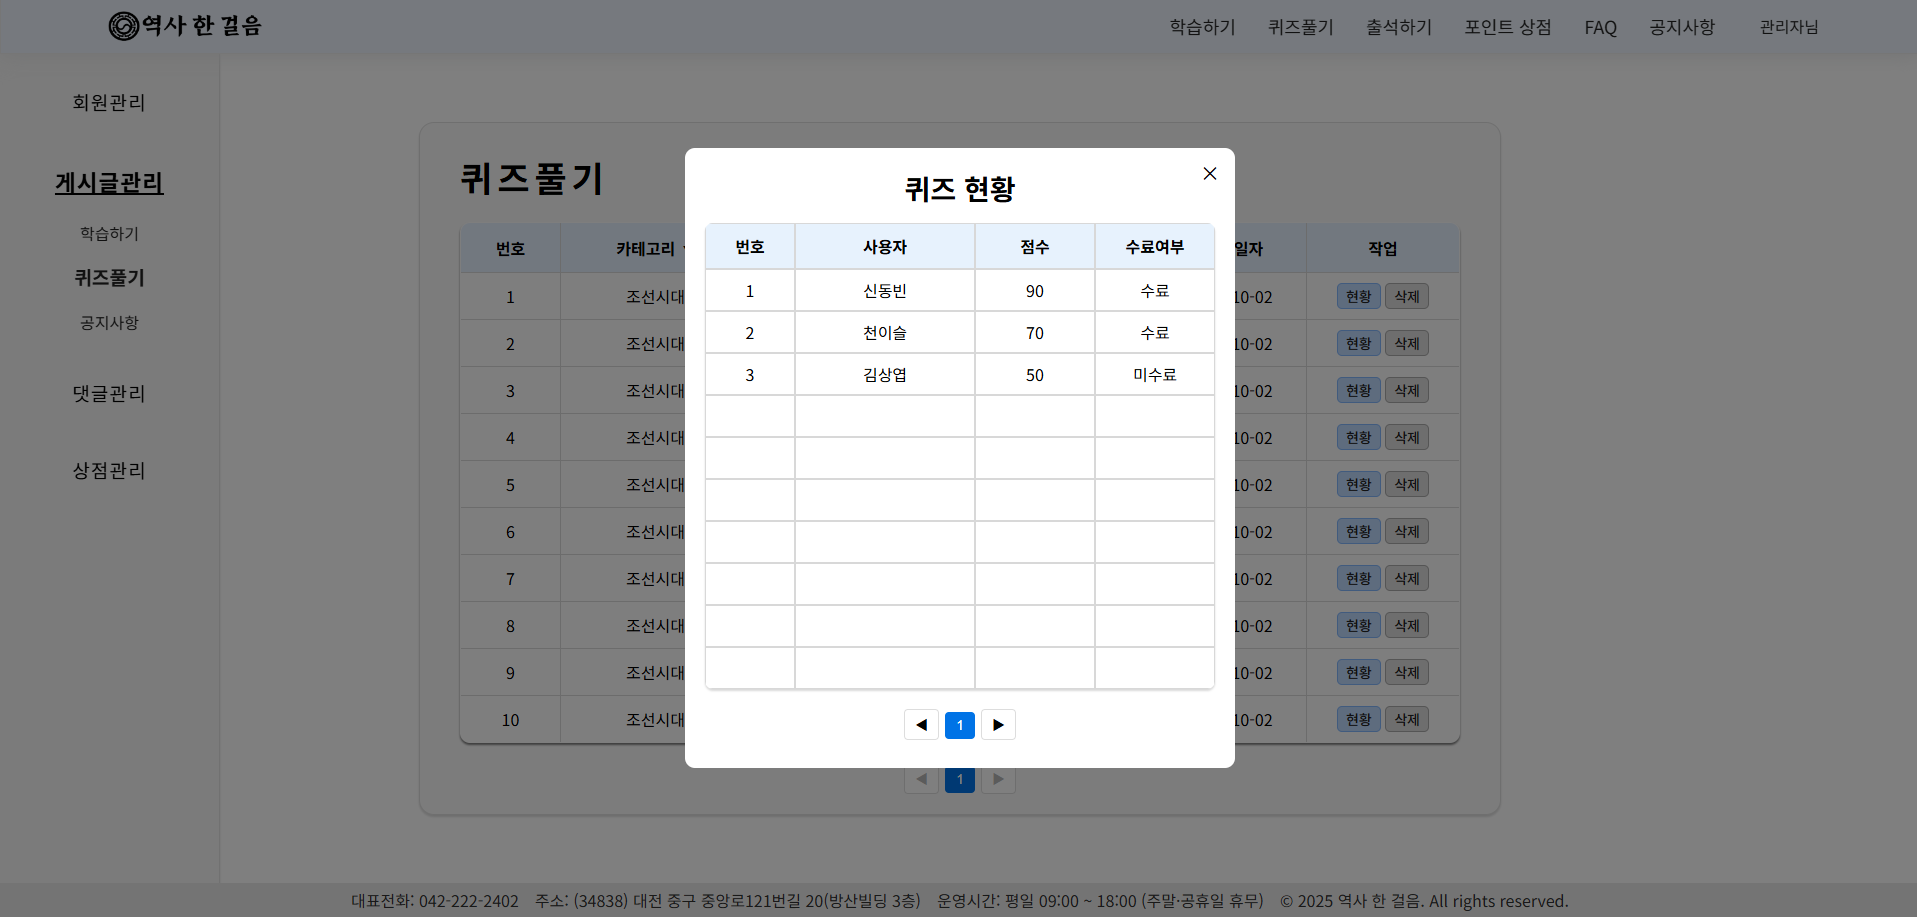 역사 한 걸음 학습하기 퀴즈풀기 출석하기 포인트 상점 FAQ 공지사항 관리자님
회원관리
게시글관리
학습하기
퀴즈풀기
공지사항
댓글관리
상점관리
퀴즈풀기
번호 카테고리 일자 작업
1 조선시대 10-02 현황 삭제
2 조선시대 10-02 현황 삭제
3 조선시대 10-02 현황 삭제
4 조선시대 10-02 현황 삭제
5 조선시대 10-02 현황 삭제
6 조선시대 10-02 현황 삭제
7 조선시대 10-02 현황 삭제
8 조선시대 10-02 현황 삭제
9 조선시대 10-02 현황 삭제
10 조선시대 10-02 현황 삭제
◀ 1 ▶
퀴즈 현황
번호 사용자 점수 수료여부
1 신동빈 90 수료
2 천이슬 70 수료
3 김상엽 50 미수료
◀ 1 ▶
대표전화: 042-222-2402 주소: (34838) 대전 중구 중앙로121번길 20(방산빌딩 3층) 운영시간: 평일 09:00 ~ 18:00 (주말·공휴일 휴무) © 2025 역사 한 걸음. All rights reserved.